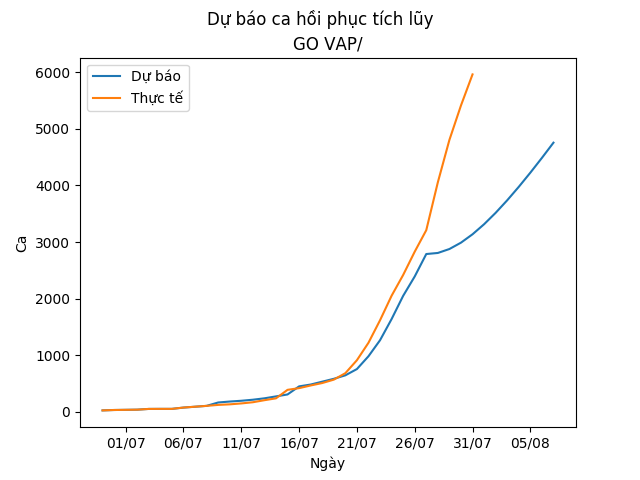 Dự báo ca hồi phục tích lũy
GO VAP/
Dự báo
Thực tế
6000
5000
4000
3000
2000
1000
0
Ca
01/07 06/07 11/07 16/07 21/07 26/07 31/07 05/08
Ngày